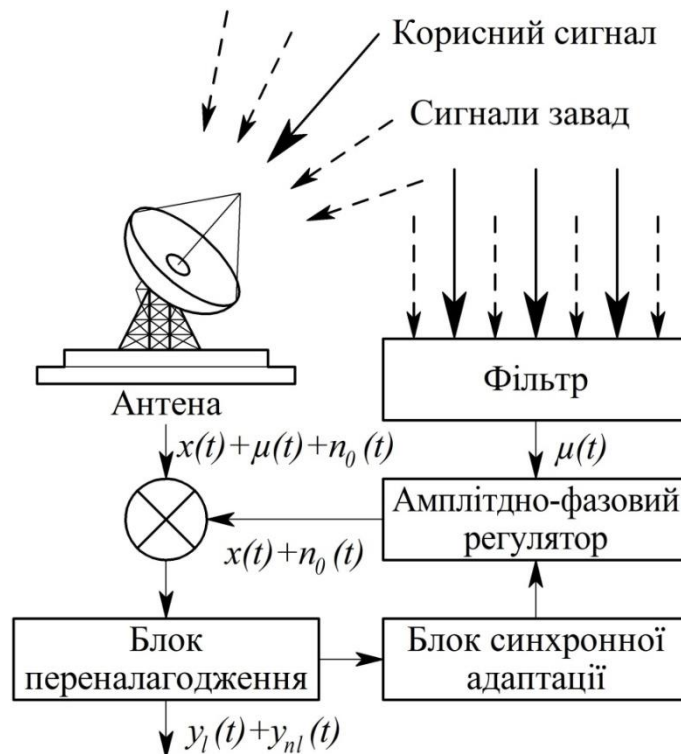 Корисний сигнал
Сигнали завад
Фільтр
Антена
x(t)+μ(t)+n₀(t)
μ(t)
Амплітдно-фазовий
регулятор
x(t)+n₀(t)
Блок
переналагодження
Блок синхронної
адаптації
yₗ(t)+yₙₗ(t)